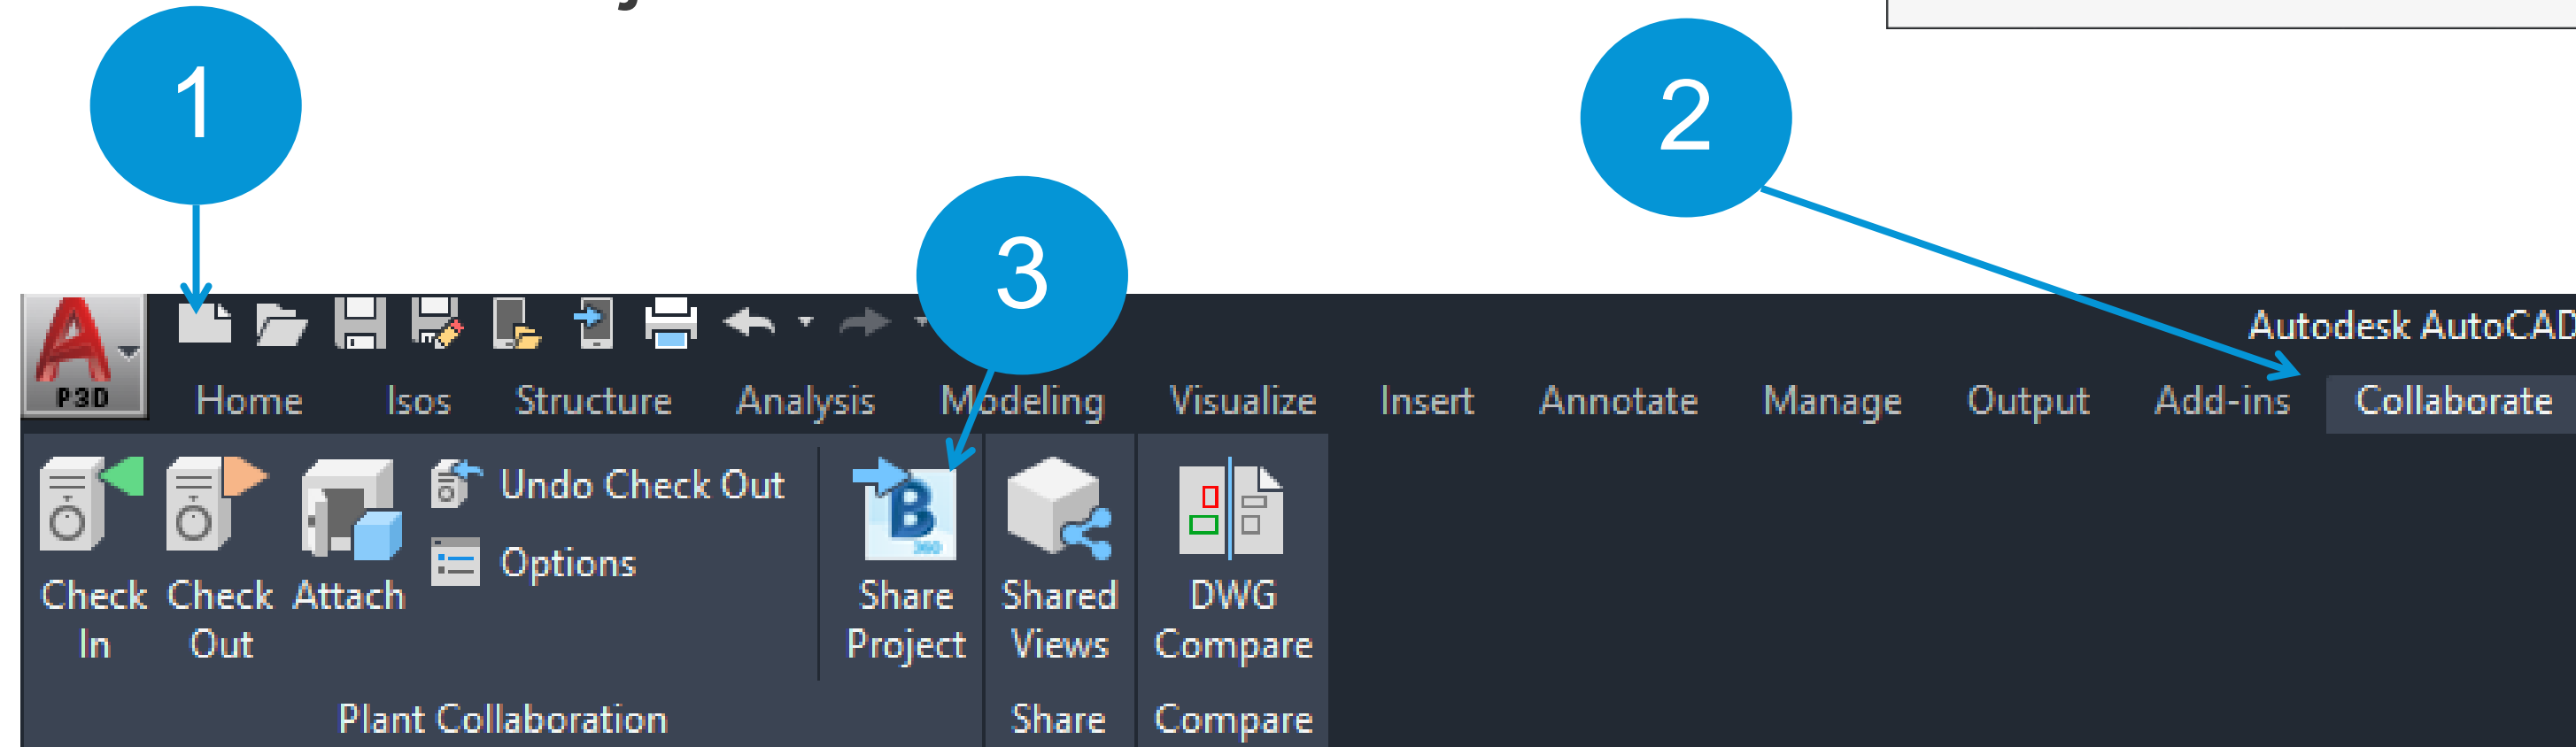 1
2
3
Autodesk AutoCAD
P3D
Home Isos Structure Analysis Modeling Visualize Insert Annotate Manage Output Add-ins Collaborate
Undo Check Out
B
360
Options
Check In
Check Out
Attach
Share Project
Shared Views
DWG Compare
Plant Collaboration
Share
Compare